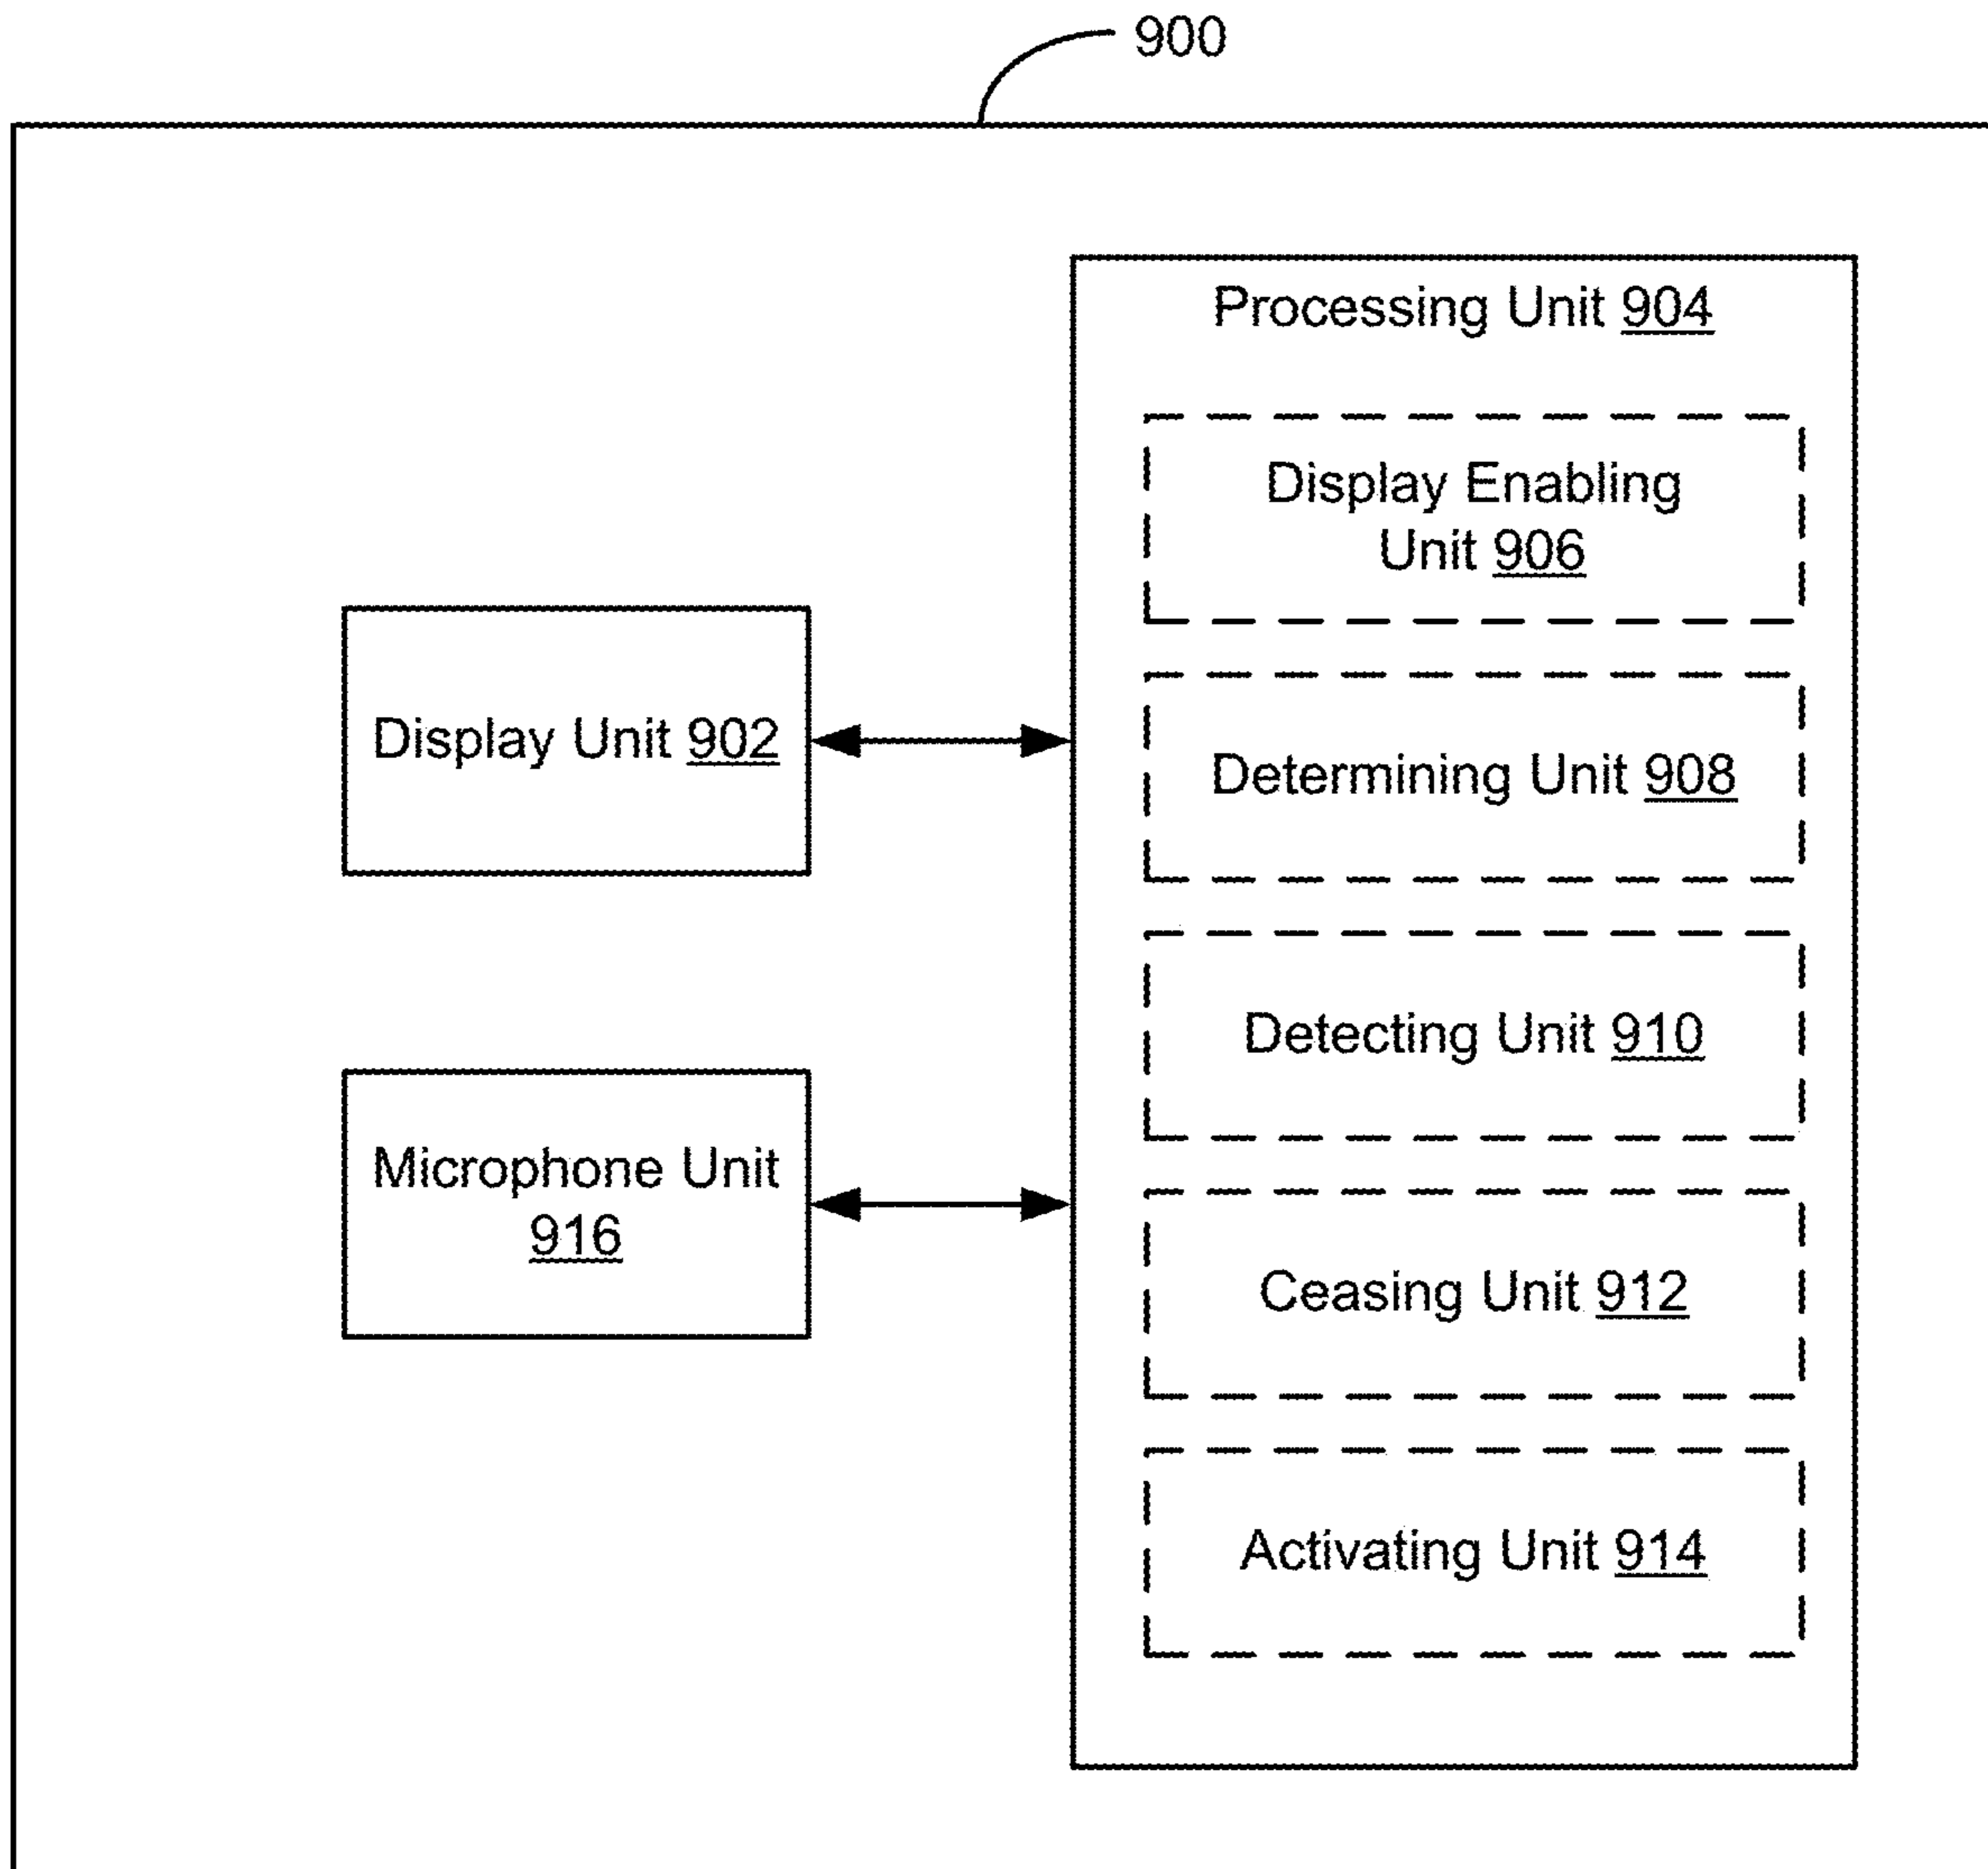 900
Processing Unit 904
Display Enabling
Unit 906
Display Unit 902
Determining Unit 908
Detecting Unit 910
Microphone Unit
916
Ceasing Unit 912
Activating Unit 914